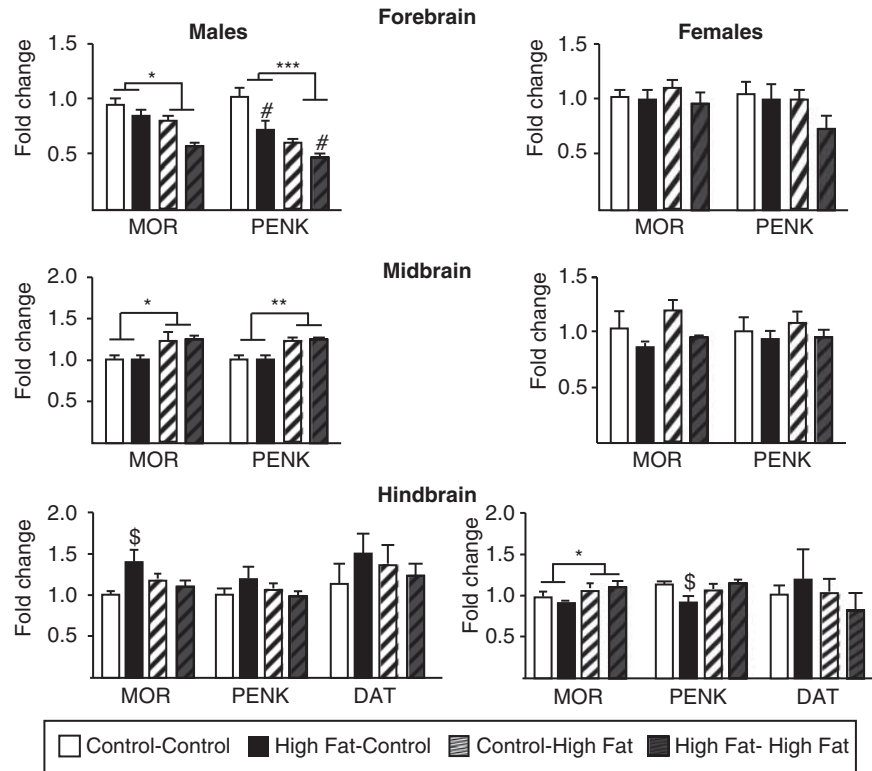 Forebrain
Males
Females
Fold change
1.5
1.0
0.5
*
***
#
#
MOR PENK
Fold change
1.5
1.0
0.5
MOR PENK
Midbrain
Fold change
2.0
1.5
1.0
0.5
*
**
MOR PENK
Fold change
1.5
1.0
0.5
MOR PENK
Hindbrain
Fold change
2.0
1.5
1.0
0.5
$
MOR PENK DAT
Fold change
2.0
1.5
1.0
0.5
*
$
MOR PENK DAT
Control-Control High Fat-Control Control-High Fat High Fat- High Fat